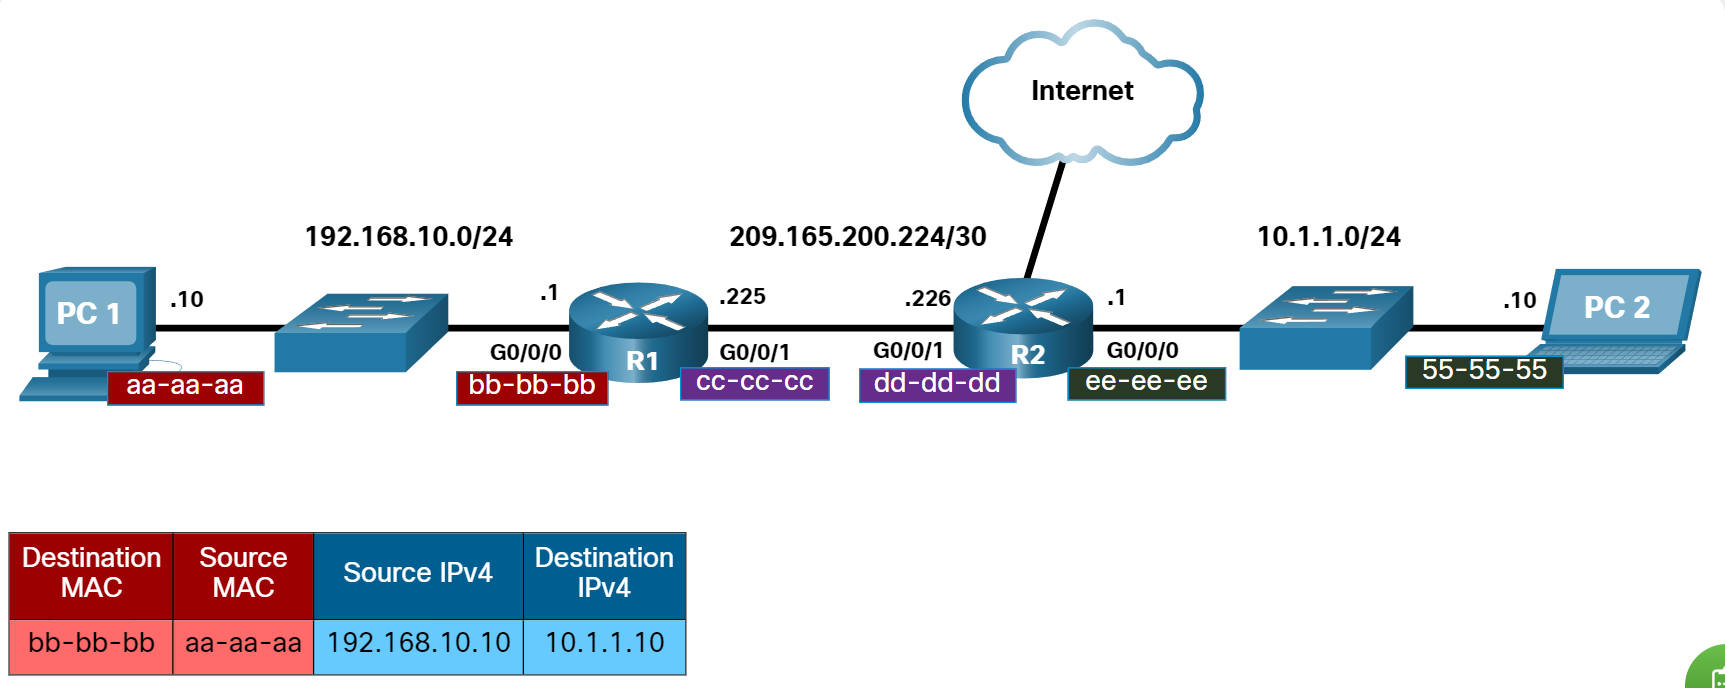 Internet
192.168.10.0/24
209.165.200.224/30
10.1.1.0/24
PC 1
.10
.1
.225
.226
.1
.10
PC 2
G0/0/0
R1
G0/0/1
G0/0/1
R2
G0/0/0
aa-aa-aa
bb-bb-bb
cc-cc-cc
dd-dd-dd
ee-ee-ee
55-55-55
Destination MAC
Source MAC
Source IPv4
Destination IPv4
bb-bb-bb
aa-aa-aa
192.168.10.10
10.1.1.10